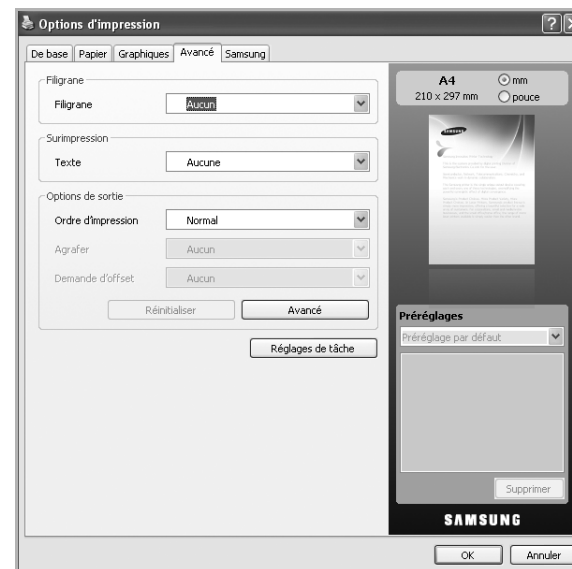 Options d'impression
De base Papier Graphiques Avancé Samsung
Filigrane
Filigrane Aucun
Surimpression
Texte Aucune
Options de sortie
Ordre d'impression Normal
Agrafer Aucun
Demande d'offset Aucun
Réinitialiser Avancé
Réglages de tâche
A4 mm
210 x 297 mm pouce
SAMSUNG
Préréglages
Préréglage par défaut
Supprimer
SAMSUNG
OK Annuler